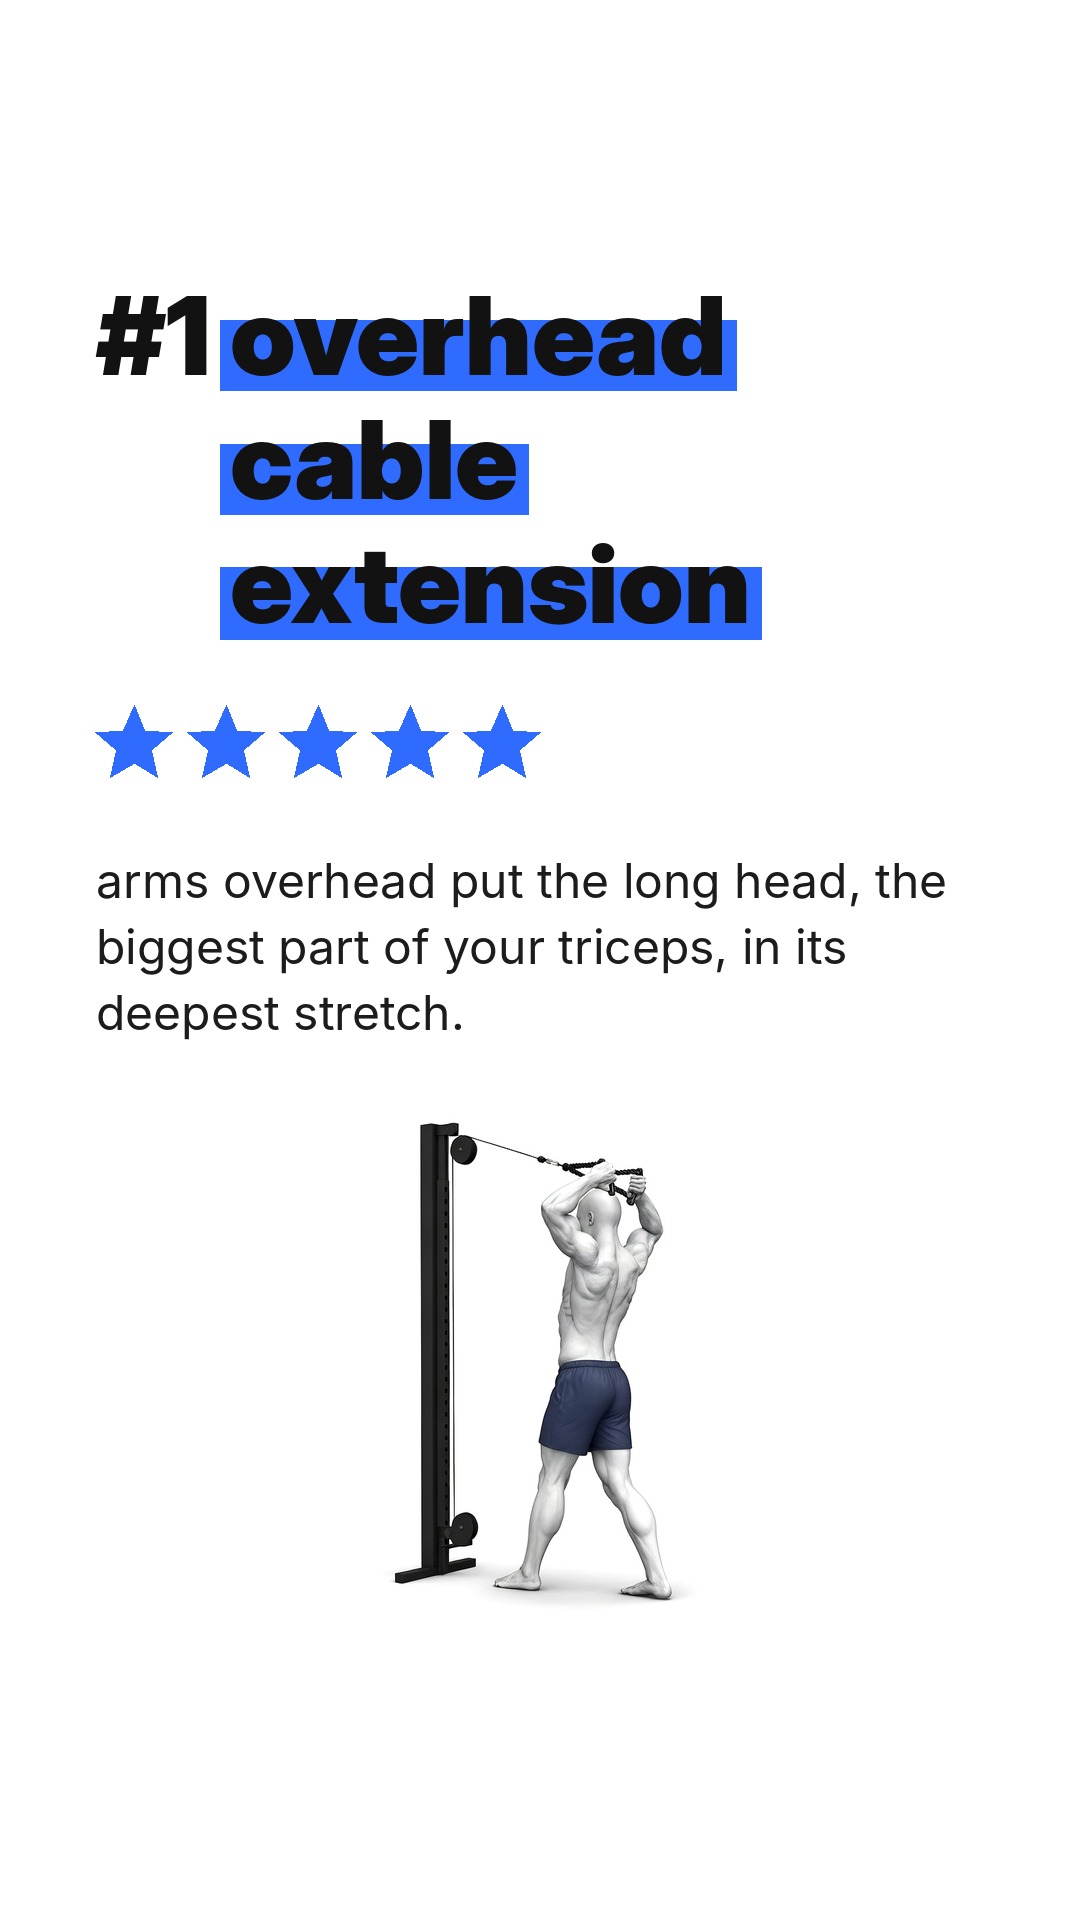 #1 overhead
cable
extension
arms overhead put the long head, the
biggest part of your triceps, in its
deepest stretch.